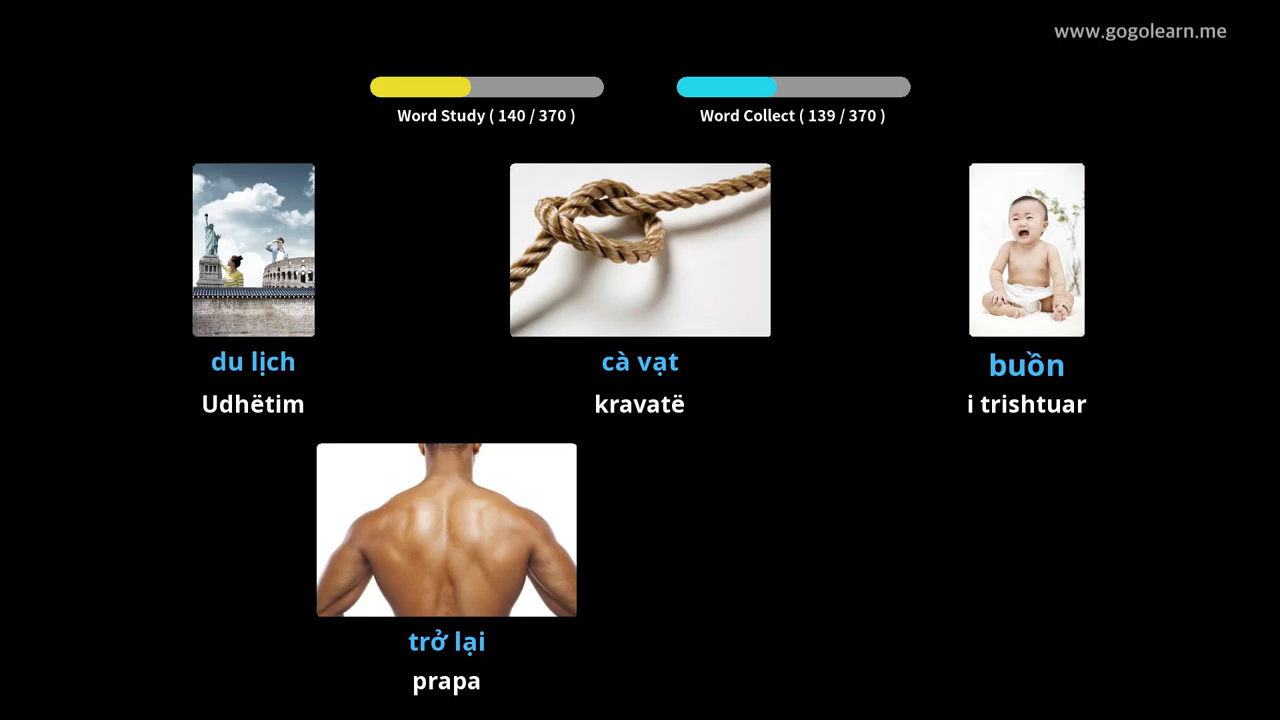 www.gogolearn.me
Word Study ( 140 / 370 )
Word Collect ( 139 / 370 )
du lịch
Udhëtim
cà vạt
kravatë
buồn
i trishtuar
trở lại
prapa